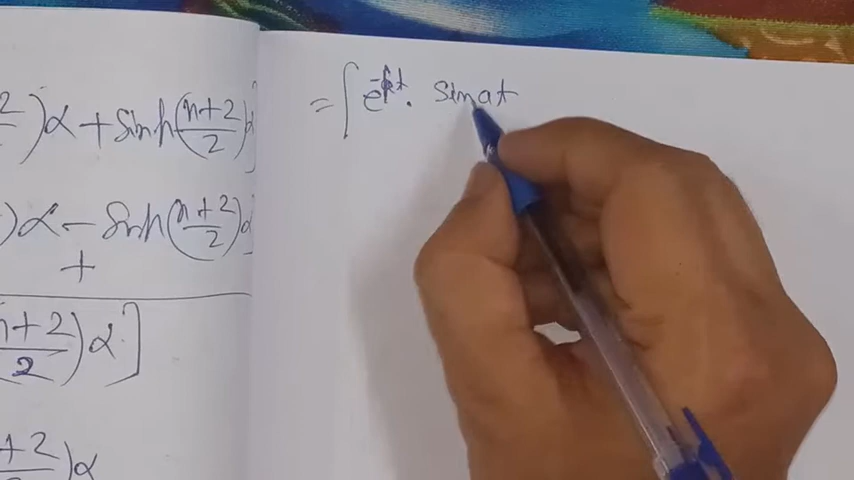 2/)α + Sinh((n+2)/2)α]
)α − Sinh((n+2)/2)α]
+
n+2/2)α]
+2/2)α
= ∫ e^-pt . Sinat